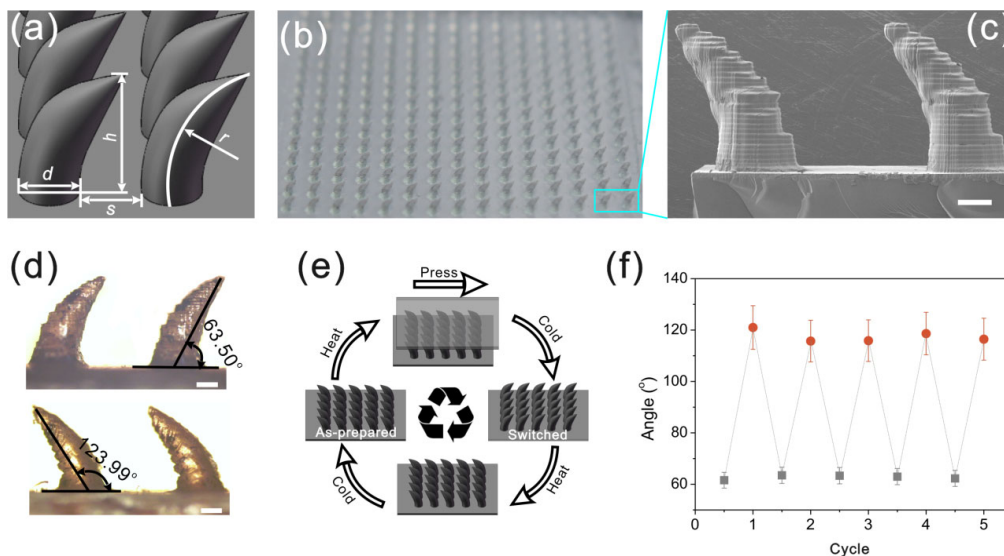 (a)
h
r
d
s
(b)
(c)
(d)
63.50°
123.99°
(e)
Press
Heat
Cold
As-prepared
Switched
Cold
Heat
(f)
Angle (°)
140
120
100
80
60
0 1 2 3 4 5
Cycle